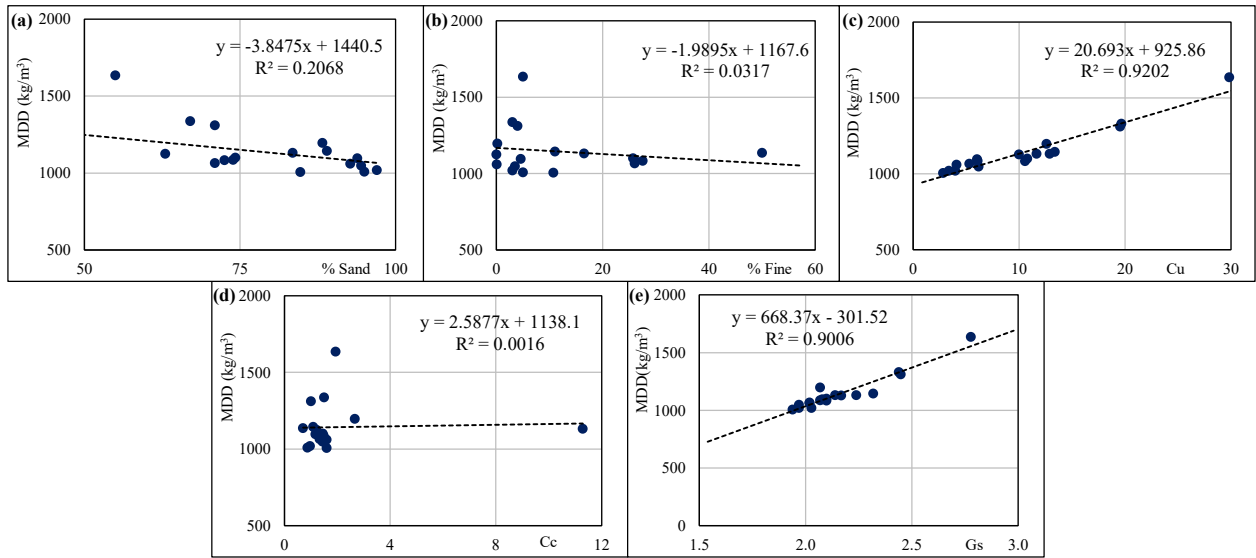 (a)
MDD (kg/m³)
2000
1500
1000
500
y = -3.8475x + 1440.5
R² = 0.2068
50
75
% Sand
100
(b)
MDD (kg/m³)
2000
1500
1000
500
y = -1.9895x + 1167.6
R² = 0.0317
0
20
40
% Fine
60
(c)
MDD (kg/m³)
2000
1500
1000
500
0
y = 20.693x + 925.86
R² = 0.9202
0
10
20
Cu
30
(d)
MDD (kg/m³)
2000
1500
1000
500
y = 2.5877x + 1138.1
R² = 0.0016
0
4
8
Cc
12
(e)
MDD(kg/m³)
2000
1500
1000
500
0
y = 668.37x - 301.52
R² = 0.9006
1.5
2.0
2.5
Gs
3.0